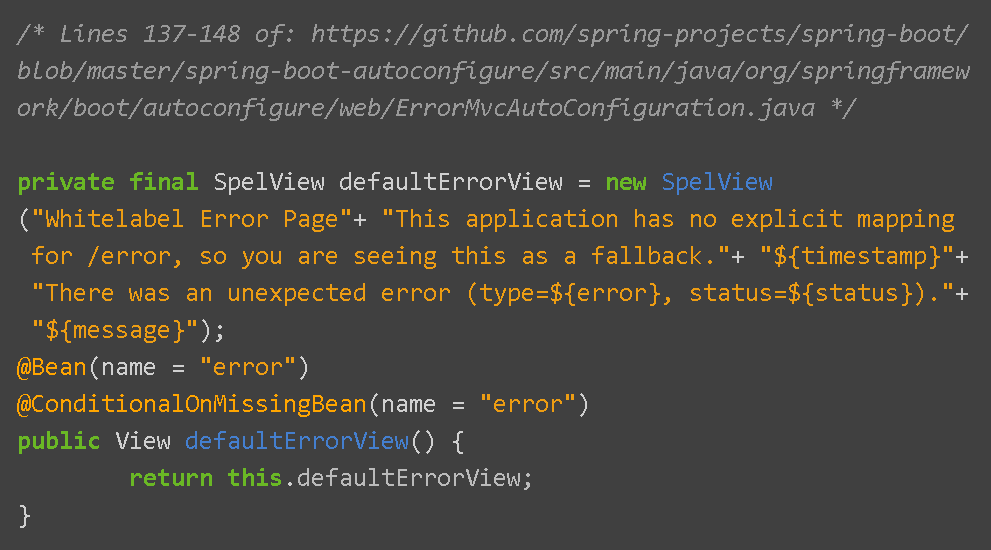 /* Lines 137-148 of: https://github.com/spring-projects/spring-boot/
blob/master/spring-boot-autoconfigure/src/main/java/org/springframew
ork/boot/autoconfigure/web/ErrorMvcAutoConfiguration.java */
private final SpelView defaultErrorView = new SpelView
("Whitelabel Error Page"+ "This application has no explicit mapping
for /error, so you are seeing this as a fallback."+ "${timestamp}"+
"There was an unexpected error (type=${error}, status=${status})."+
"${message}");
@Bean(name = "error")
@ConditionalOnMissingBean(name = "error")
public View defaultErrorView() {
return this.defaultErrorView;
}